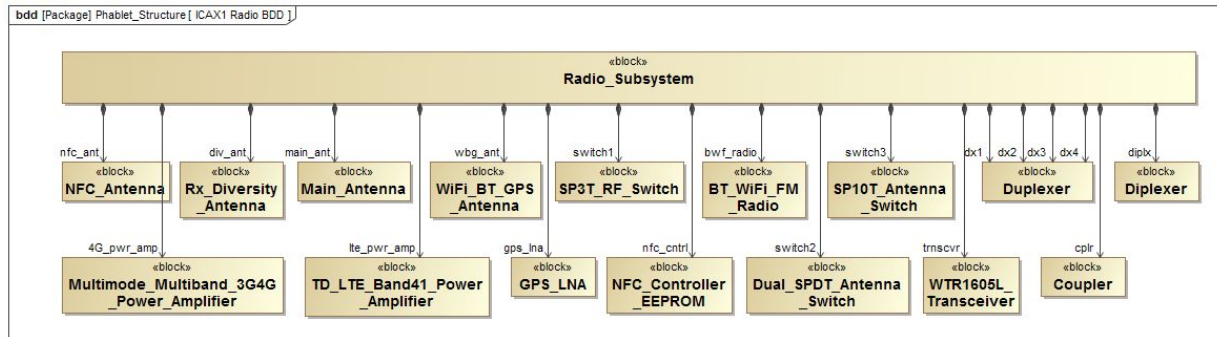 bdd [Package] Phablet_Structure [ ICAX1 Radio BDD ]
«block»
Radio_Subsystem
nfc_ant
div_ant
main_ant
wbg_ant
switch1
bwf_radio
switch3
dx1
dx2
dx3
dx4
diplx
«block»
NFC_Antenna
«block»
Rx_Diversity
_Antenna
«block»
Main_Antenna
«block»
WiFi_BT_GPS
_Antenna
«block»
SP3T_RF_Switch
«block»
BT_WiFi_FM
_Radio
«block»
SP10T_Antenna
_Switch
«block»
Duplexer
«block»
Diplexer
4G_pwr_amp
lte_pwr_amp
gps_lna
nfc_cntrl
switch2
trnscvr
cplr
«block»
Multimode_Multiband_3G4G
_Power_Amplifier
«block»
TD_LTE_Band41_Power_
Amplifier
«block»
GPS_LNA
«block»
NFC_Controller
_EEPROM
«block»
Dual_SPDT_Antenna
_Switch
«block»
WTR1605L_
Transceiver
«block»
Coupler